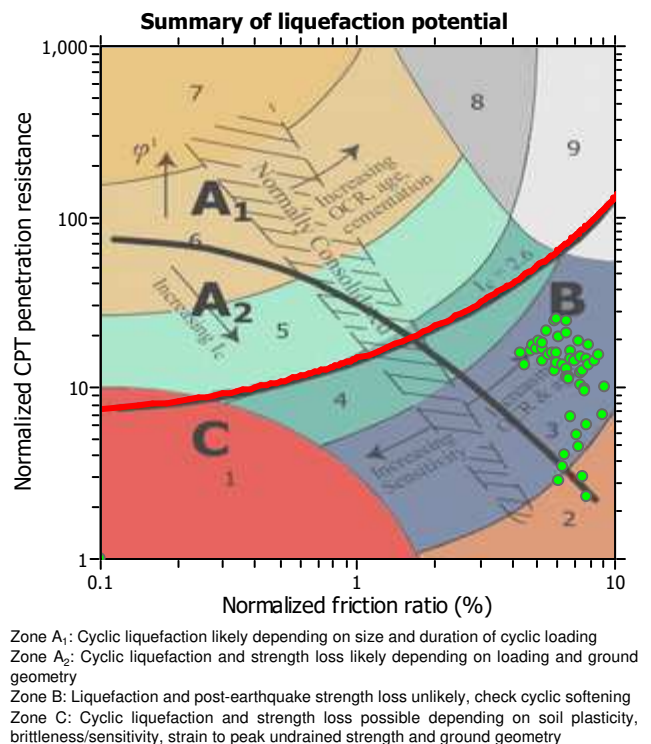 Summary of liquefaction potential
1,000
100
10
1
0.1
1
10
Normalized CPT penetration resistance
Normalized friction ratio (%)
7
8
9
φ'
A1
6
A2
5
4
B
3
C
1
2
Normally Consolidated
Increasing
OCR, age,
cementation
Increasing Ic
Ic = 2.6
Increasing
OCR & a
Increasing
Sensitivity
Zone A1: Cyclic liquefaction likely depending on size and duration of cyclic loading
Zone A2: Cyclic liquefaction and strength loss likely depending on loading and ground
geometry
Zone B: Liquefaction and post-earthquake strength loss unlikely, check cyclic softening
Zone C: Cyclic liquefaction and strength loss possible depending on soil plasticity,
brittleness/sensitivity, strain to peak undrained strength and ground geometry